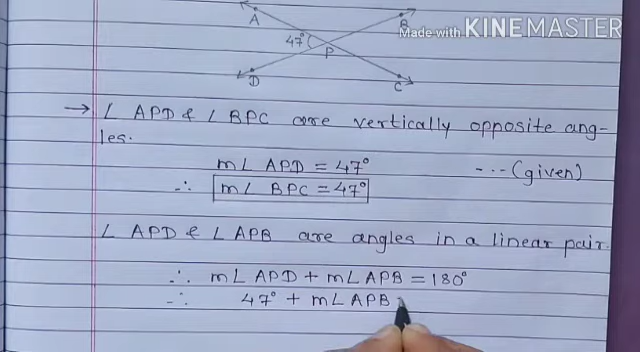 A
B
Made with KINEMASTER
47°
P
D
C
→ ∠ APD & ∠ BPC are vertically opposite ang-
les.
m∠ APD = 47° --- (given)
∴ m∠ BPC = 47°
∠ APD & ∠ APB are angles in a linear pair.
∴ m∠ APD + m∠ APB = 180°
∴ 47° + m∠ APB